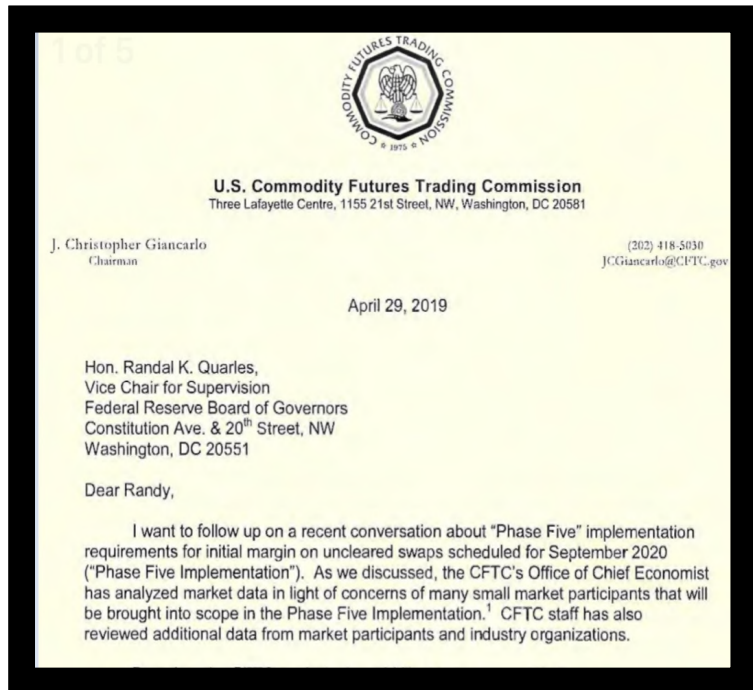 1 of 5
COMMODITY FUTURES TRADING COMMISSION
★ 1975 ★
U.S. Commodity Futures Trading Commission
Three Lafayette Centre, 1155 21st Street, NW, Washington, DC 20581
J. Christopher Giancarlo
Chairman
(202) 418-5030
JCGiancarlo@CFTC.gov
April 29, 2019
Hon. Randal K. Quarles,
Vice Chair for Supervision
Federal Reserve Board of Governors
Constitution Ave. & 20th Street, NW
Washington, DC 20551
Dear Randy,
I want to follow up on a recent conversation about “Phase Five” implementation
requirements for initial margin on uncleared swaps scheduled for September 2020
(“Phase Five Implementation”). As we discussed, the CFTC's Office of Chief Economist
has analyzed market data in light of concerns of many small market participants that will
be brought into scope in the Phase Five Implementation.1 CFTC staff has also
reviewed additional data from market participants and industry organizations.